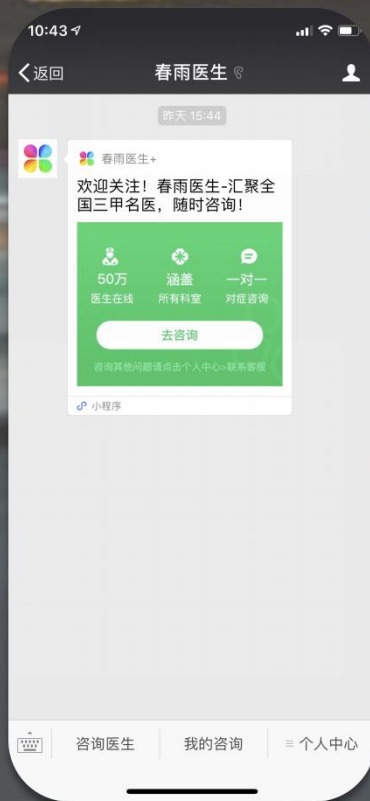 10:43
返回
春雨医生
昨天 15:44
春雨医生+
欢迎关注！春雨医生-汇聚全
国三甲名医，随时咨询！
50万
涵盖
一对一
医生在线
所有科室
对症咨询
去咨询
咨询其他问题请点击个人中心>联系客服
小程序
咨询医生
我的咨询
个人中心